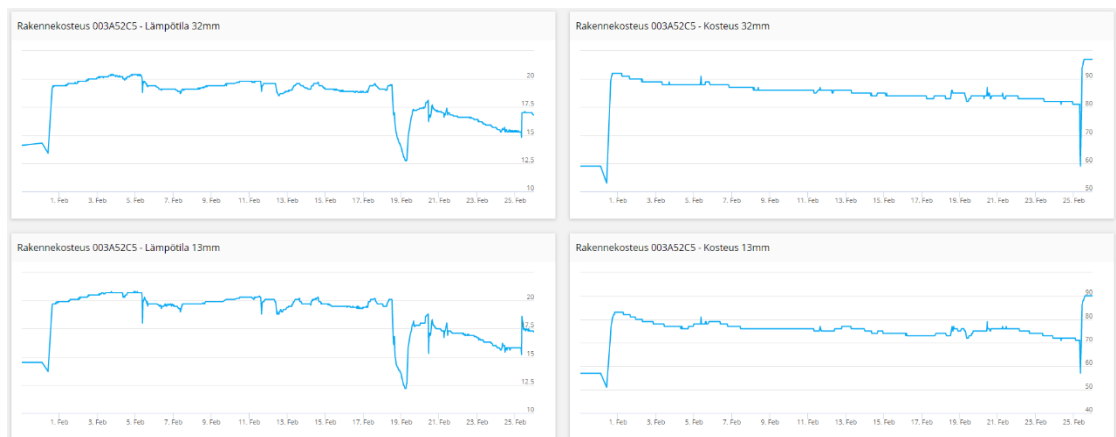 Rakennekosteus 003A52C5 - Lämpötila 32mm
20
17.5
15
12.5
10
1. Feb 3. Feb 5. Feb 7. Feb 9. Feb 11. Feb 13. Feb 15. Feb 17. Feb 19. Feb 21. Feb 23. Feb 25. Feb
Rakennekosteus 003A52C5 - Kosteus 32mm
90
80
70
60
50
1. Feb 3. Feb 5. Feb 7. Feb 9. Feb 11. Feb 13. Feb 15. Feb 17. Feb 19. Feb 21. Feb 23. Feb 25. Feb
Rakennekosteus 003A52C5 - Lämpötila 13mm
20
17.5
15
12.5
10
1. Feb 3. Feb 5. Feb 7. Feb 9. Feb 11. Feb 13. Feb 15. Feb 17. Feb 19. Feb 21. Feb 23. Feb 25. Feb
Rakennekosteus 003A52C5 - Kosteus 13mm
90
80
70
60
50
40
1. Feb 3. Feb 5. Feb 7. Feb 9. Feb 11. Feb 13. Feb 15. Feb 17. Feb 19. Feb 21. Feb 23. Feb 25. Feb